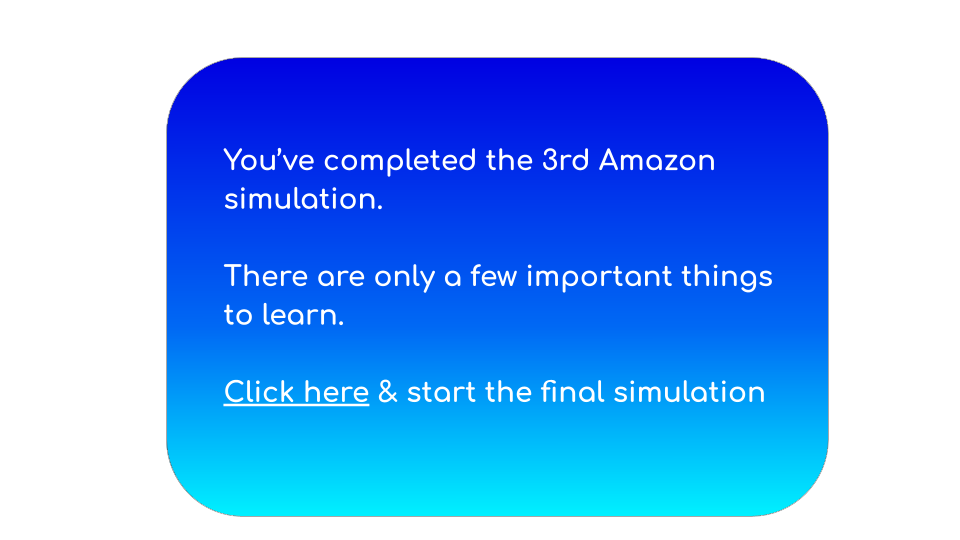 You’ve completed the 3rd Amazon
simulation.
There are only a few important things
to learn.
Click here & start the final simulation